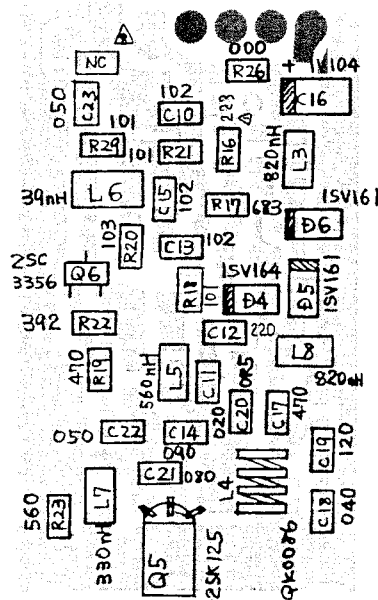 000
NC
R26
+ 1V104
050
C23
102
C10
223
C16
101
R29
101
R21
R16
820nH
L3
39nH
L6
C15
102
R17
683
1SV161
D6
103
R20
C13
102
2SC
3356
Q6
R18
101
1SV164
D4
D5
1SV161
392
R22
C12
220
470
R19
560nH
L5
C11
L8
820nH
020
0R5
C20
C17
470
050
C22
C14
090
C19
120
C21
080
L4
560
R23
L7
330nH
Q5
2SK125
QK0086
C18
040